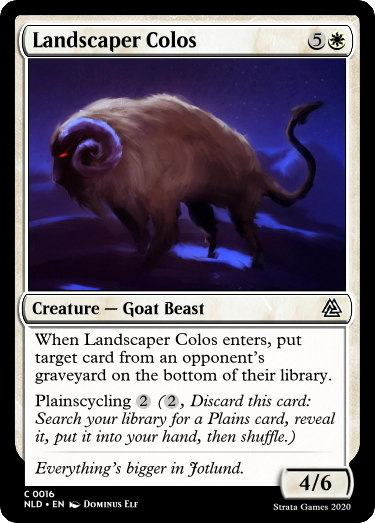 Landscaper Colos 5
Creature — Goat Beast
When Landscaper Colos enters, put
target card from an opponent's
graveyard on the bottom of their library.
Plainscycling 2 (2, Discard this card:
Search your library for a Plains card, reveal
it, put it into your hand, then shuffle.)
Everything's bigger in Jotlund.
4/6
C 0016
NLD • EN Dominus Elf
Strata Games 2020